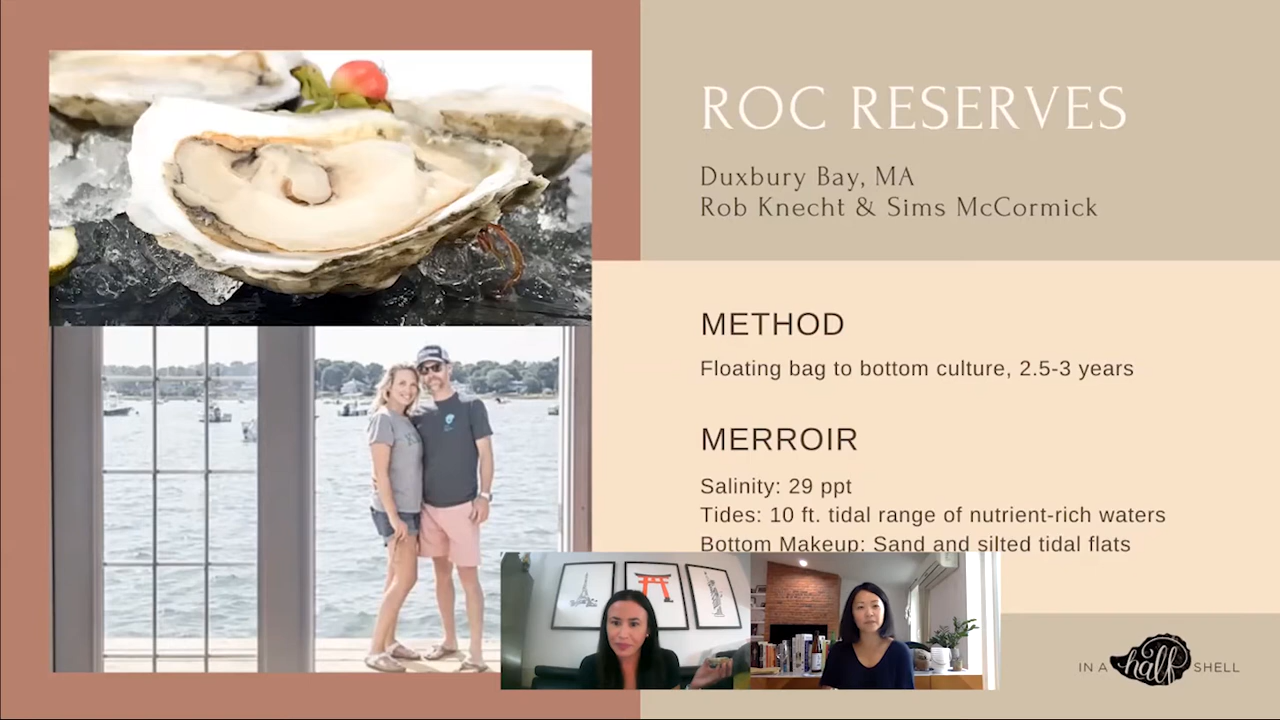 ROC RESERVES
Duxbury Bay, MA
Rob Knecht & Sims McCormick
METHOD
Floating bag to bottom culture, 2.5-3 years
MERROIR
Salinity: 29 ppt
Tides: 10 ft. tidal range of nutrient-rich waters
Bottom Makeup: Sand and silted tidal flats
IN A half SHELL